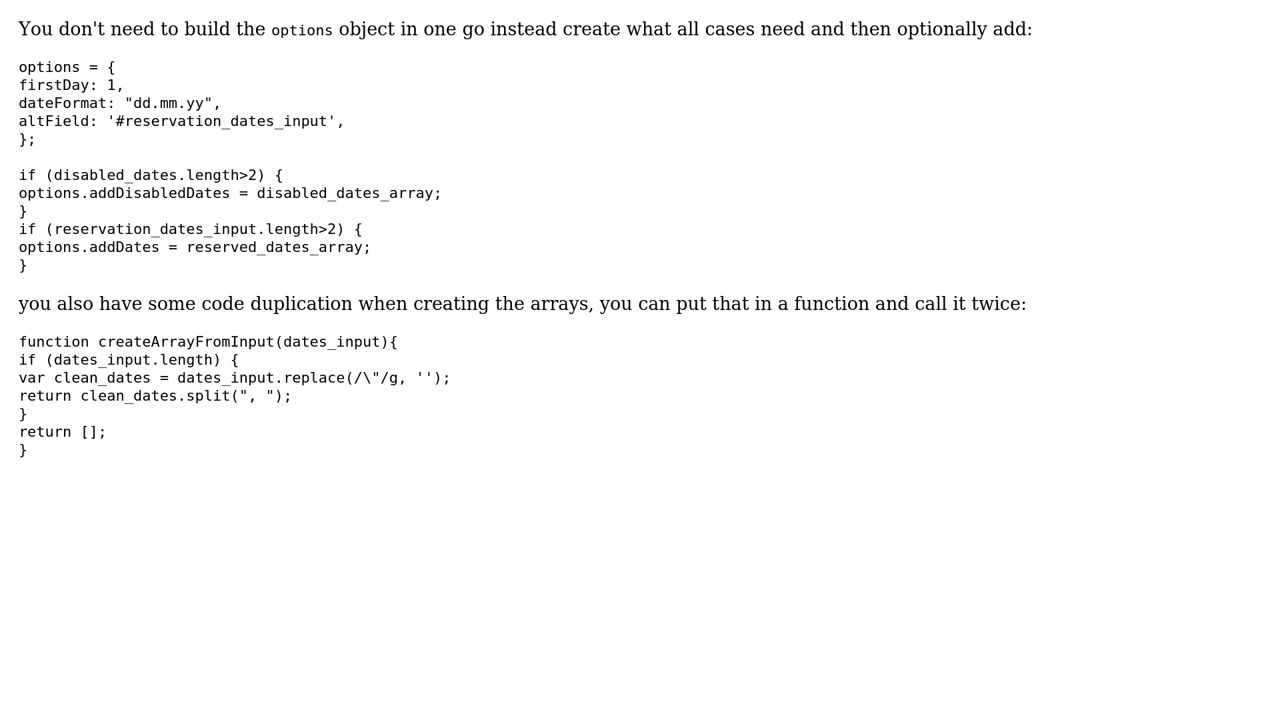 You don't need to build the options object in one go instead create what all cases need and then optionally add:
options = {
firstDay: 1,
dateFormat: "dd.mm.yy",
altField: '#reservation_dates_input',
};
if (disabled_dates.length>2) {
options.addDisabledDates = disabled_dates_array;
}
if (reservation_dates_input.length>2) {
options.addDates = reserved_dates_array;
}
you also have some code duplication when creating the arrays, you can put that in a function and call it twice:
function createArrayFromInput(dates_input){
if (dates_input.length) {
var clean_dates = dates_input.replace(/\"/g, '');
return clean_dates.split(", ");
}
return [];
}